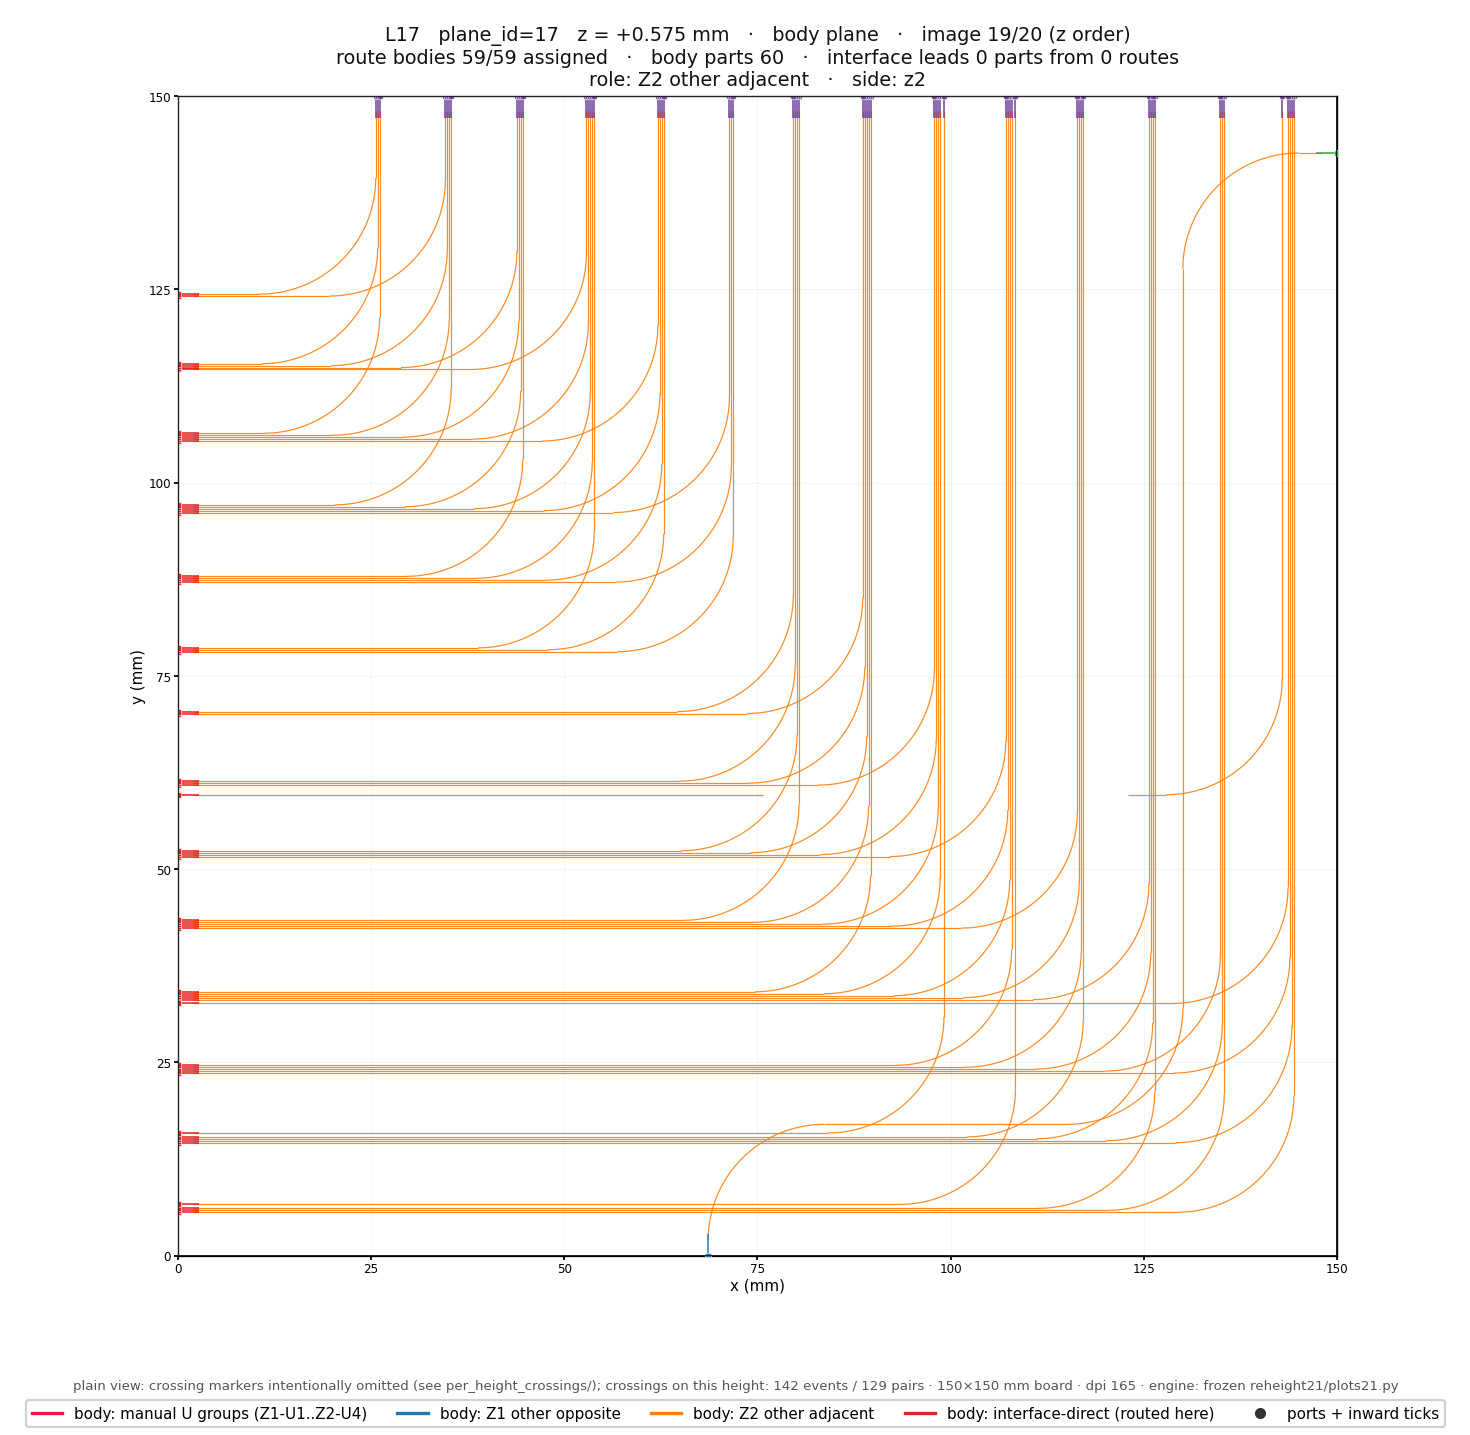 L17   plane_id=17   z = +0.575 mm   ·   body plane   ·   image 19/20 (z order)
route bodies 59/59 assigned   ·   body parts 60   ·   interface leads 0 parts from 0 routes
role: Z2 other adjacent   ·   side: z2
150
125
100
75
50
25
0
y (mm)
0 25 50 75 100 125 150
x (mm)
plain view: crossing markers intentionally omitted (see per_height_crossings/); crossings on this height: 142 events / 129 pairs · 150×150 mm board · dpi 165 · engine: frozen reheight21/plots21.py
body: manual U groups (Z1-U1..Z2-U4)   body: Z1 other opposite   body: Z2 other adjacent   body: interface-direct (routed here)   ports + inward ticks